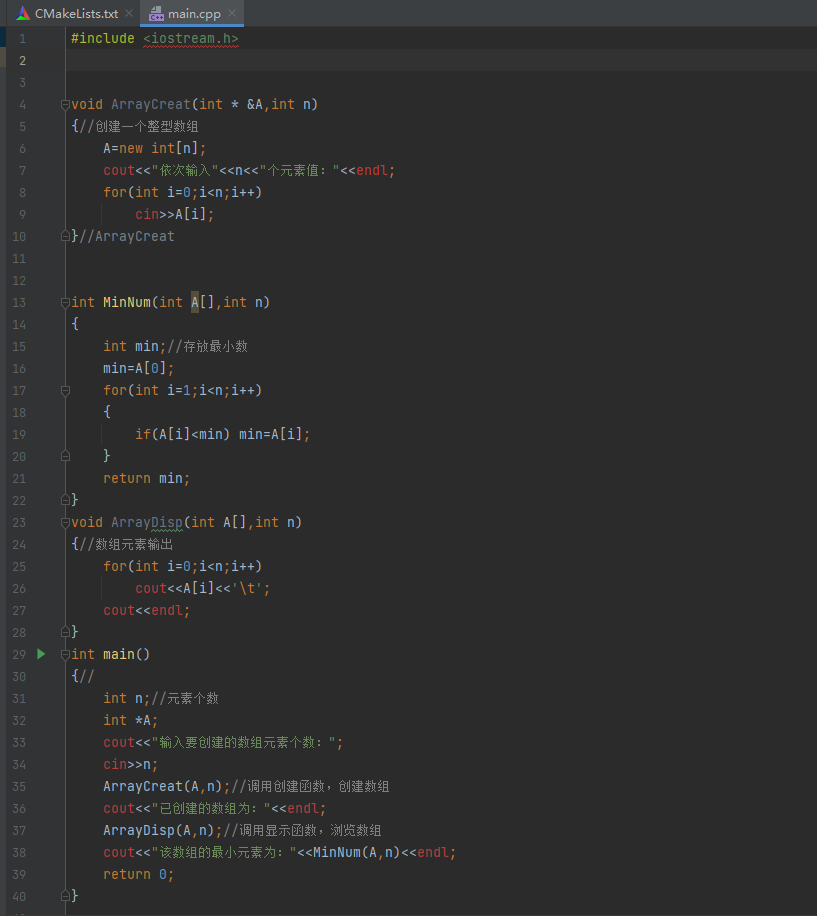 CMakeLists.txt × main.cpp ×
1 #include <iostream.h>
2
3
4 void ArrayCreat(int * &A,int n)
5 {//创建一个整型数组
6 A=new int[n];
7 cout<<"依次输入"<<n<<"个元素值："<<endl;
8 for(int i=0;i<n;i++)
9 cin>>A[i];
10 }//ArrayCreat
11
12
13 int MinNum(int A[],int n)
14 {
15 int min;//存放最小数
16 min=A[0];
17 for(int i=1;i<n;i++)
18 {
19 if(A[i]<min) min=A[i];
20 }
21 return min;
22 }
23 void ArrayDisp(int A[],int n)
24 {//数组元素输出
25 for(int i=0;i<n;i++)
26 cout<<A[i]<<'\t';
27 cout<<endl;
28 }
29 int main()
30 {//
31 int n;//元素个数
32 int *A;
33 cout<<"输入要创建的数组元素个数：";
34 cin>>n;
35 ArrayCreat(A,n);//调用创建函数，创建数组
36 cout<<"已创建的数组为："<<endl;
37 ArrayDisp(A,n);//调用显示函数，浏览数组
38 cout<<"该数组的最小元素为："<<MinNum(A,n)<<endl;
39 return 0;
40 }